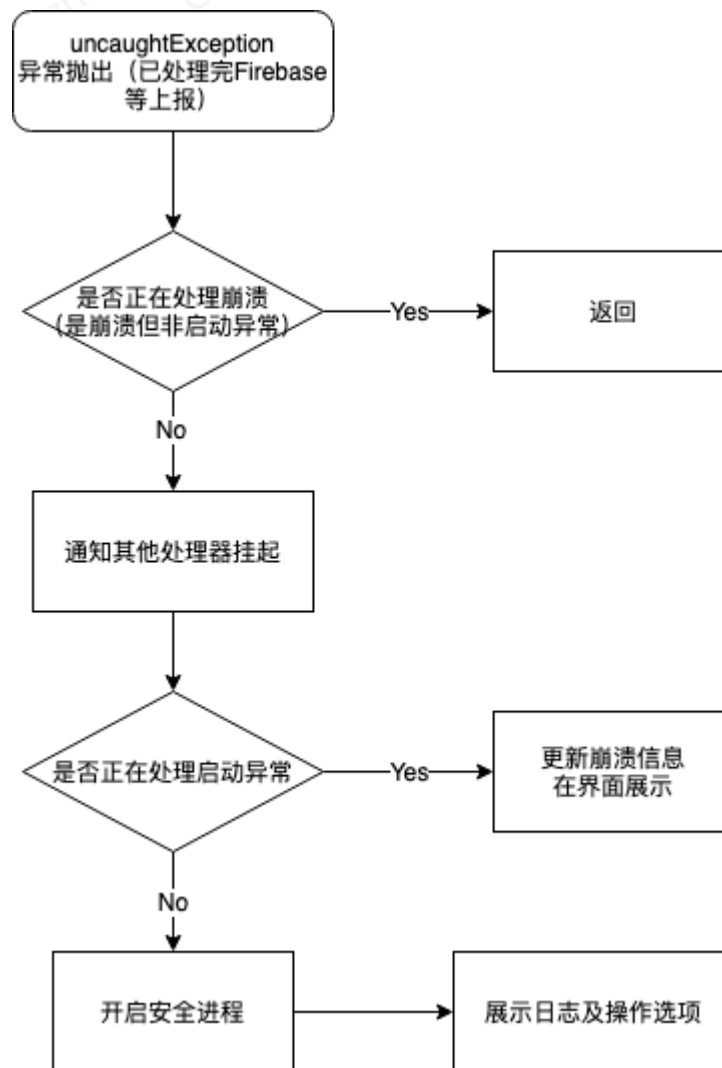 uncaughtException
异常抛出（已处理完Firebase
等上报）
是否正在处理崩溃
（是崩溃但非启动异常）
Yes
返回
No
通知其他处理器挂起
是否正在处理启动异常
Yes
更新崩溃信息
在界面展示
No
开启安全进程
展示日志及操作选项